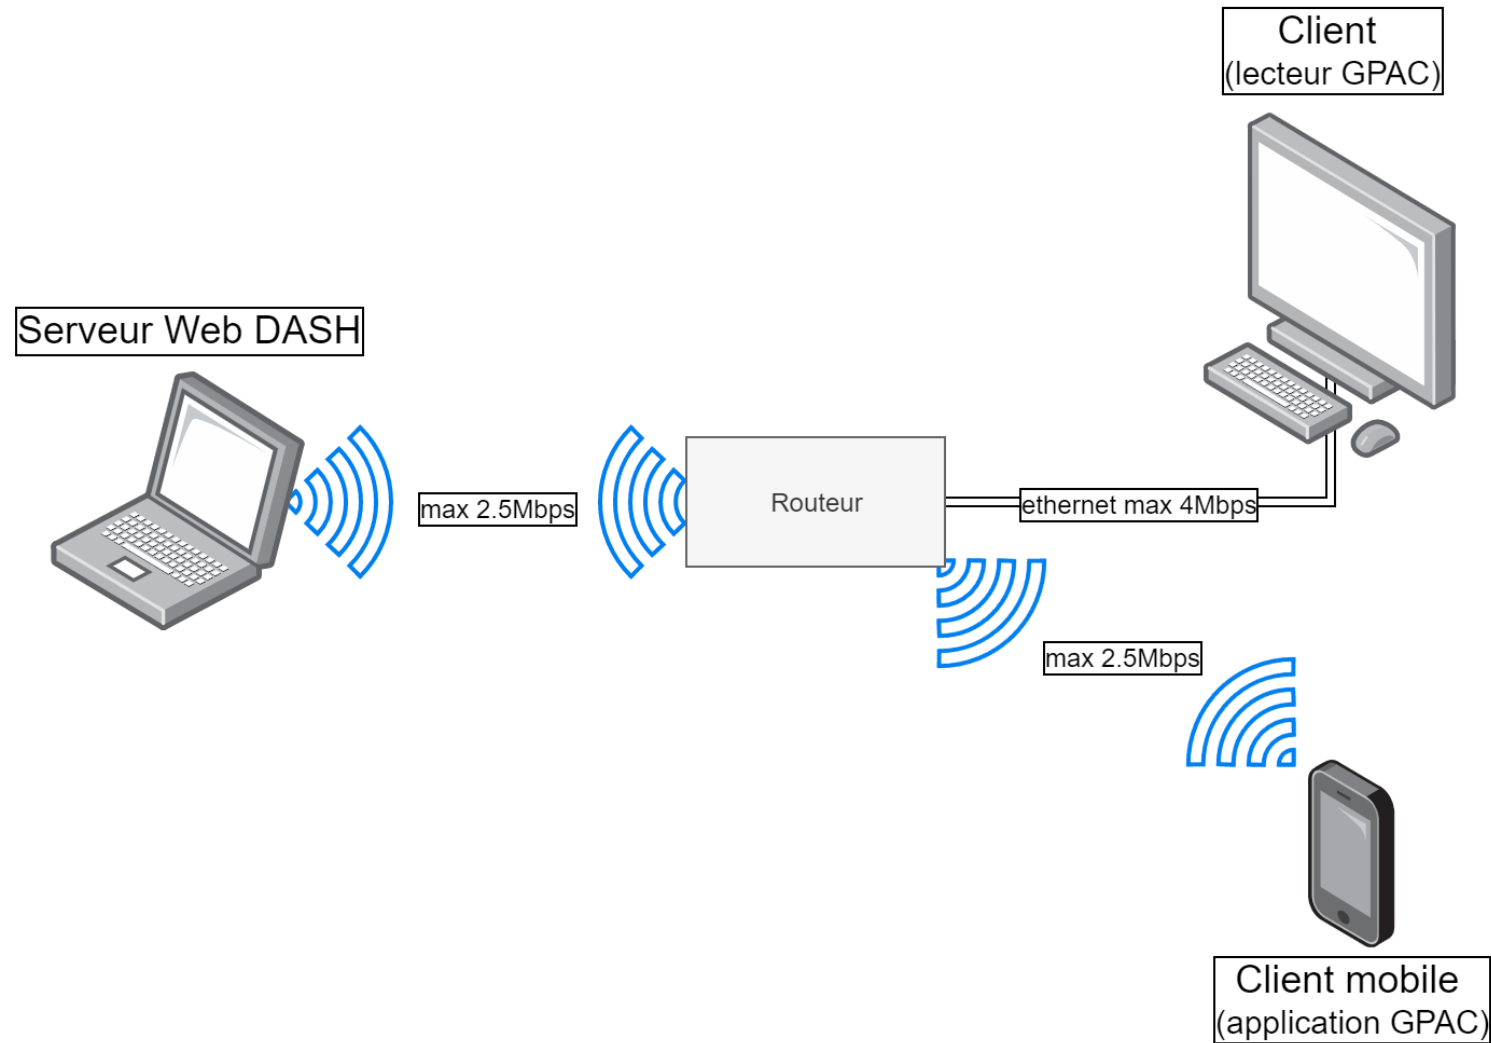 Client
(lecteur GPAC)
Serveur Web DASH
max 2.5Mbps
Routeur
ethernet max 4Mbps
max 2.5Mbps
Client mobile
(application GPAC)